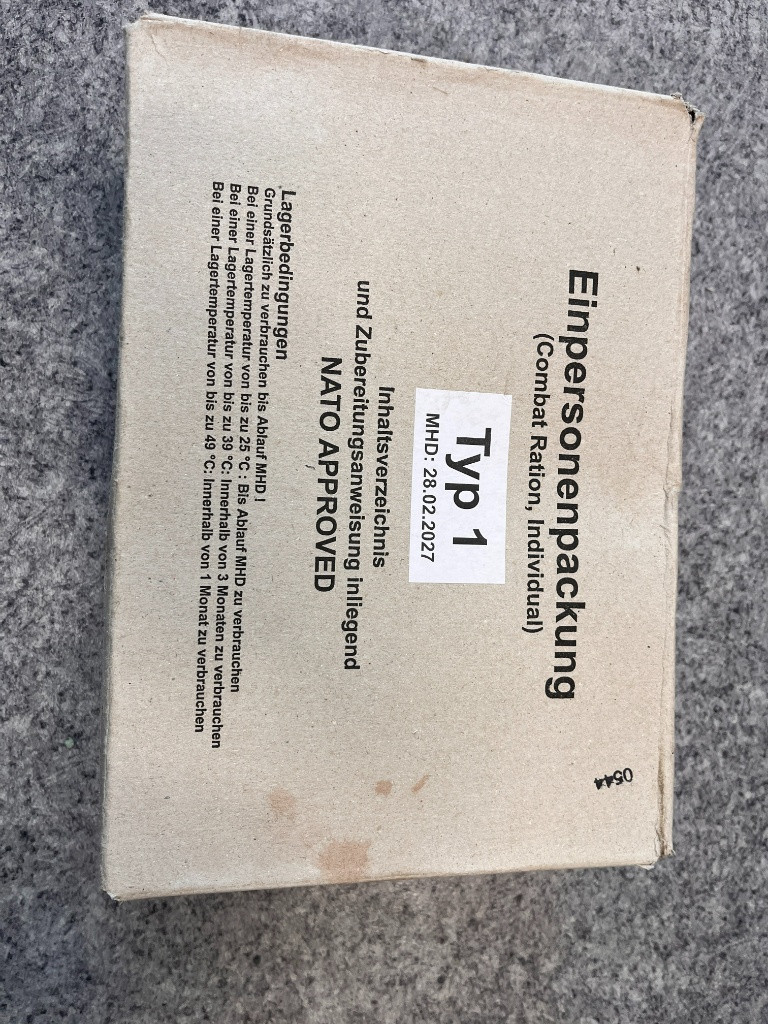 Einpersonenpackung
(Combat Ration, Individual)
Typ 1
MHD: 28.02.2027
Inhaltsverzeichnis
und Zubereitungsanweisung inliegend
NATO APPROVED
Lagerbedingungen
Grundsätzlich zu verbrauchen bis Ablauf MHD !
Bei einer Lagertemperatur von bis zu 25 °C : Bis Ablauf MHD zu verbrauchen
Bei einer Lagertemperatur von bis zu 39 °C: Innerhalb von 3 Monaten zu verbrauchen
Bei einer Lagertemperatur von bis zu 49 °C: Innerhalb von 1 Monat zu verbrauchen